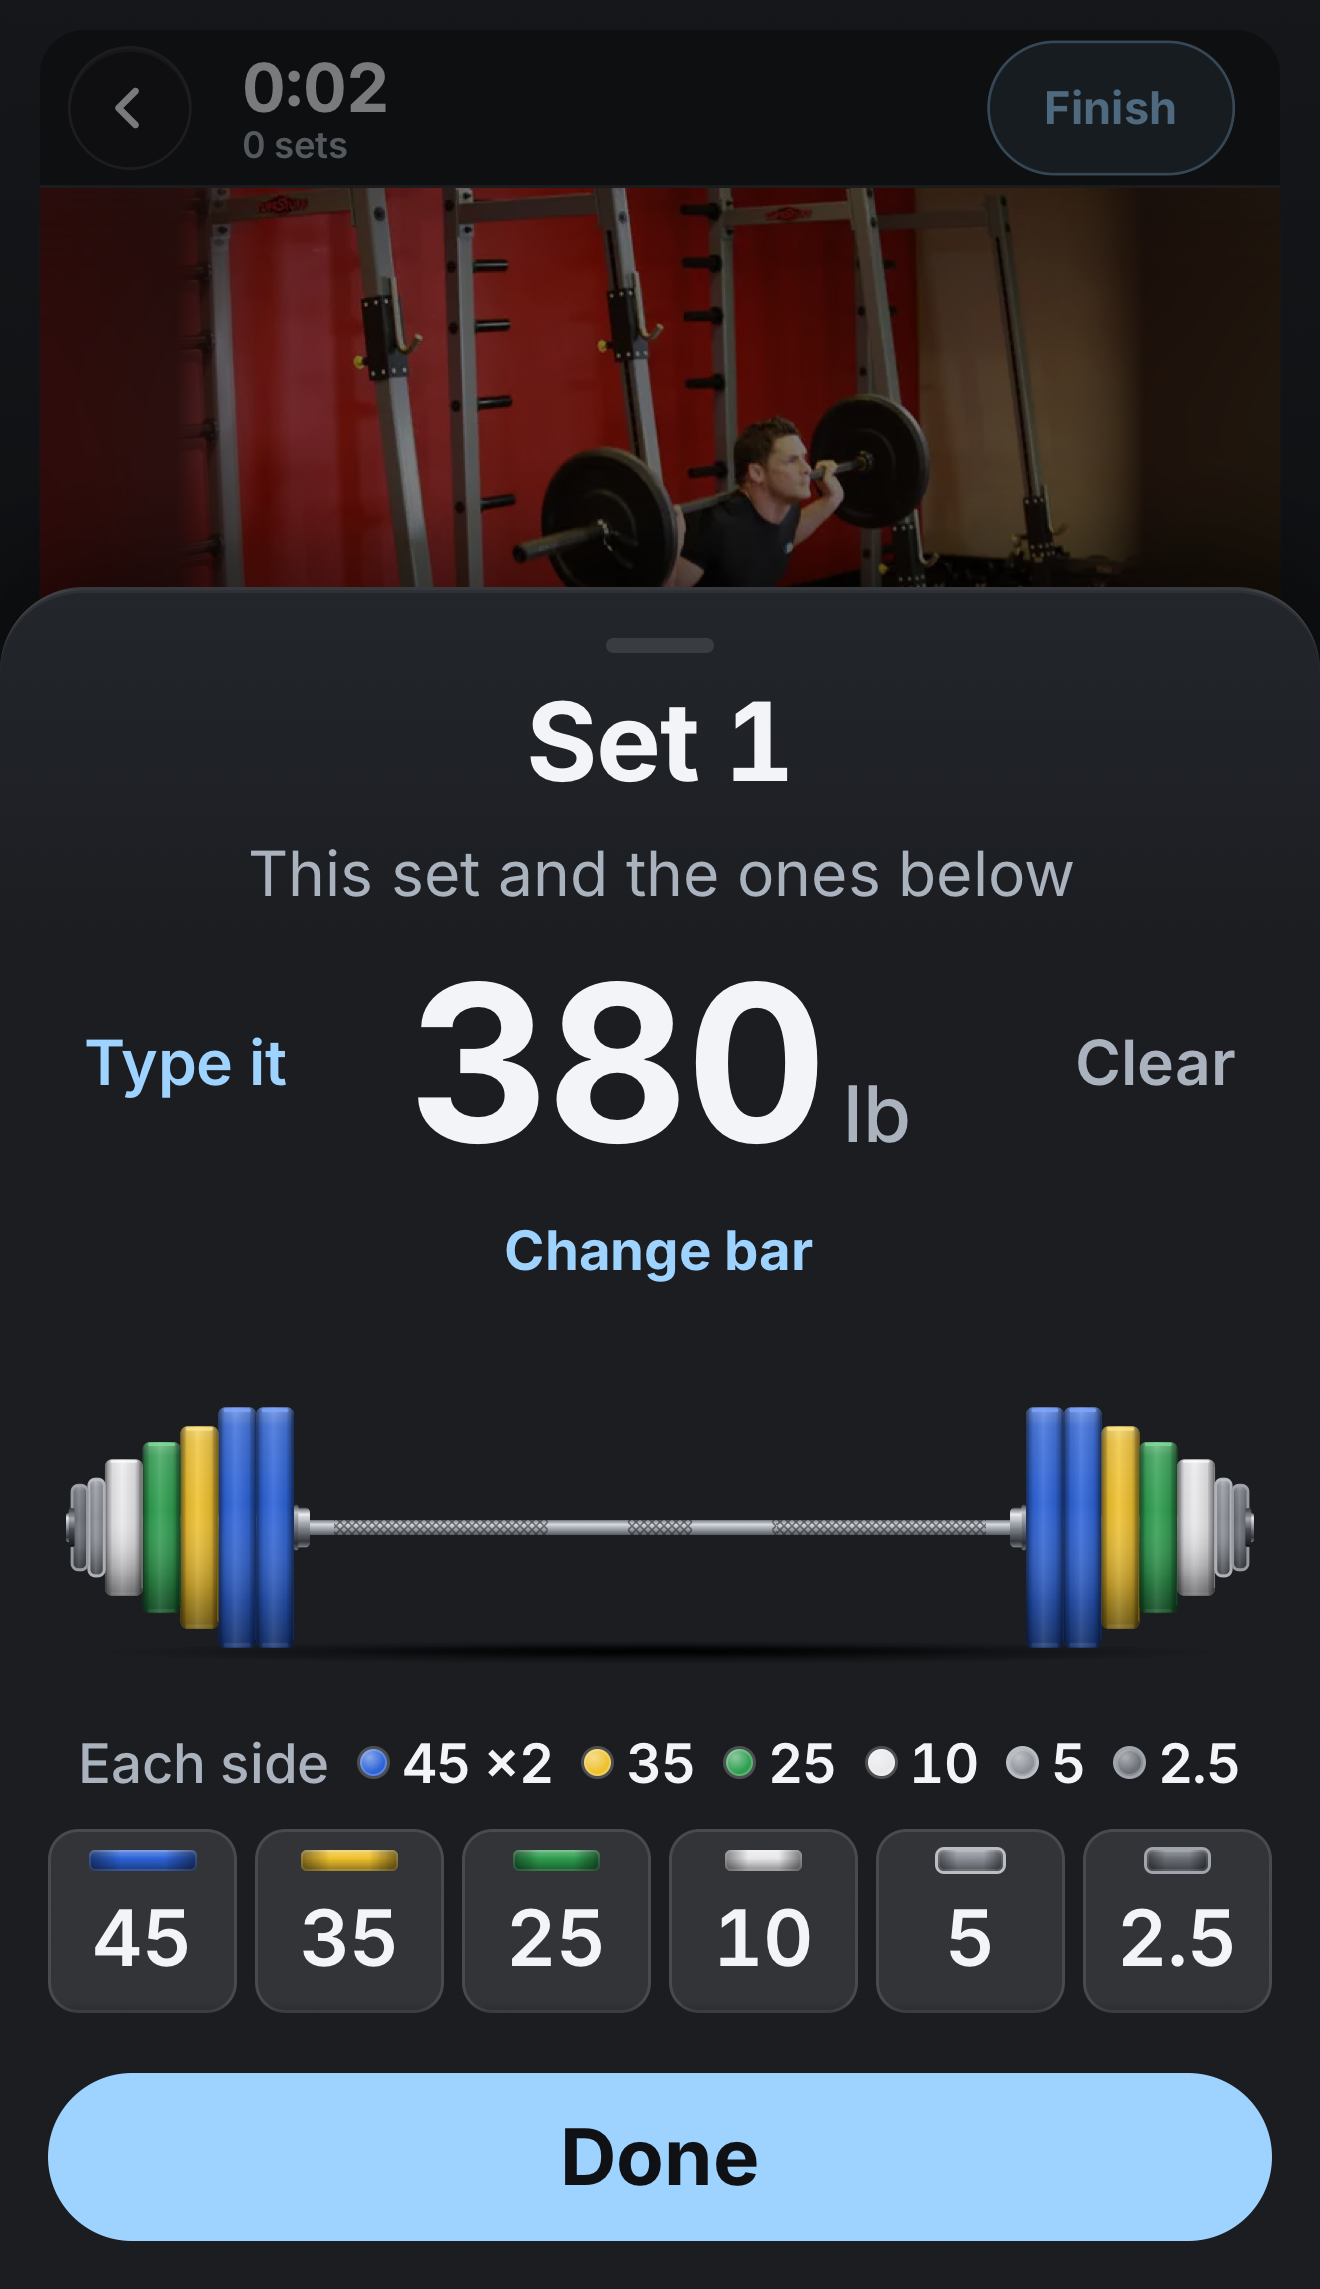 0:02
0 sets
Finish
Set 1
This set and the ones below
Type it
380 lb
Clear
Change bar
Each side 45 ×2 35 25 10 5 2.5
45 35 25 10 5 2.5
Done